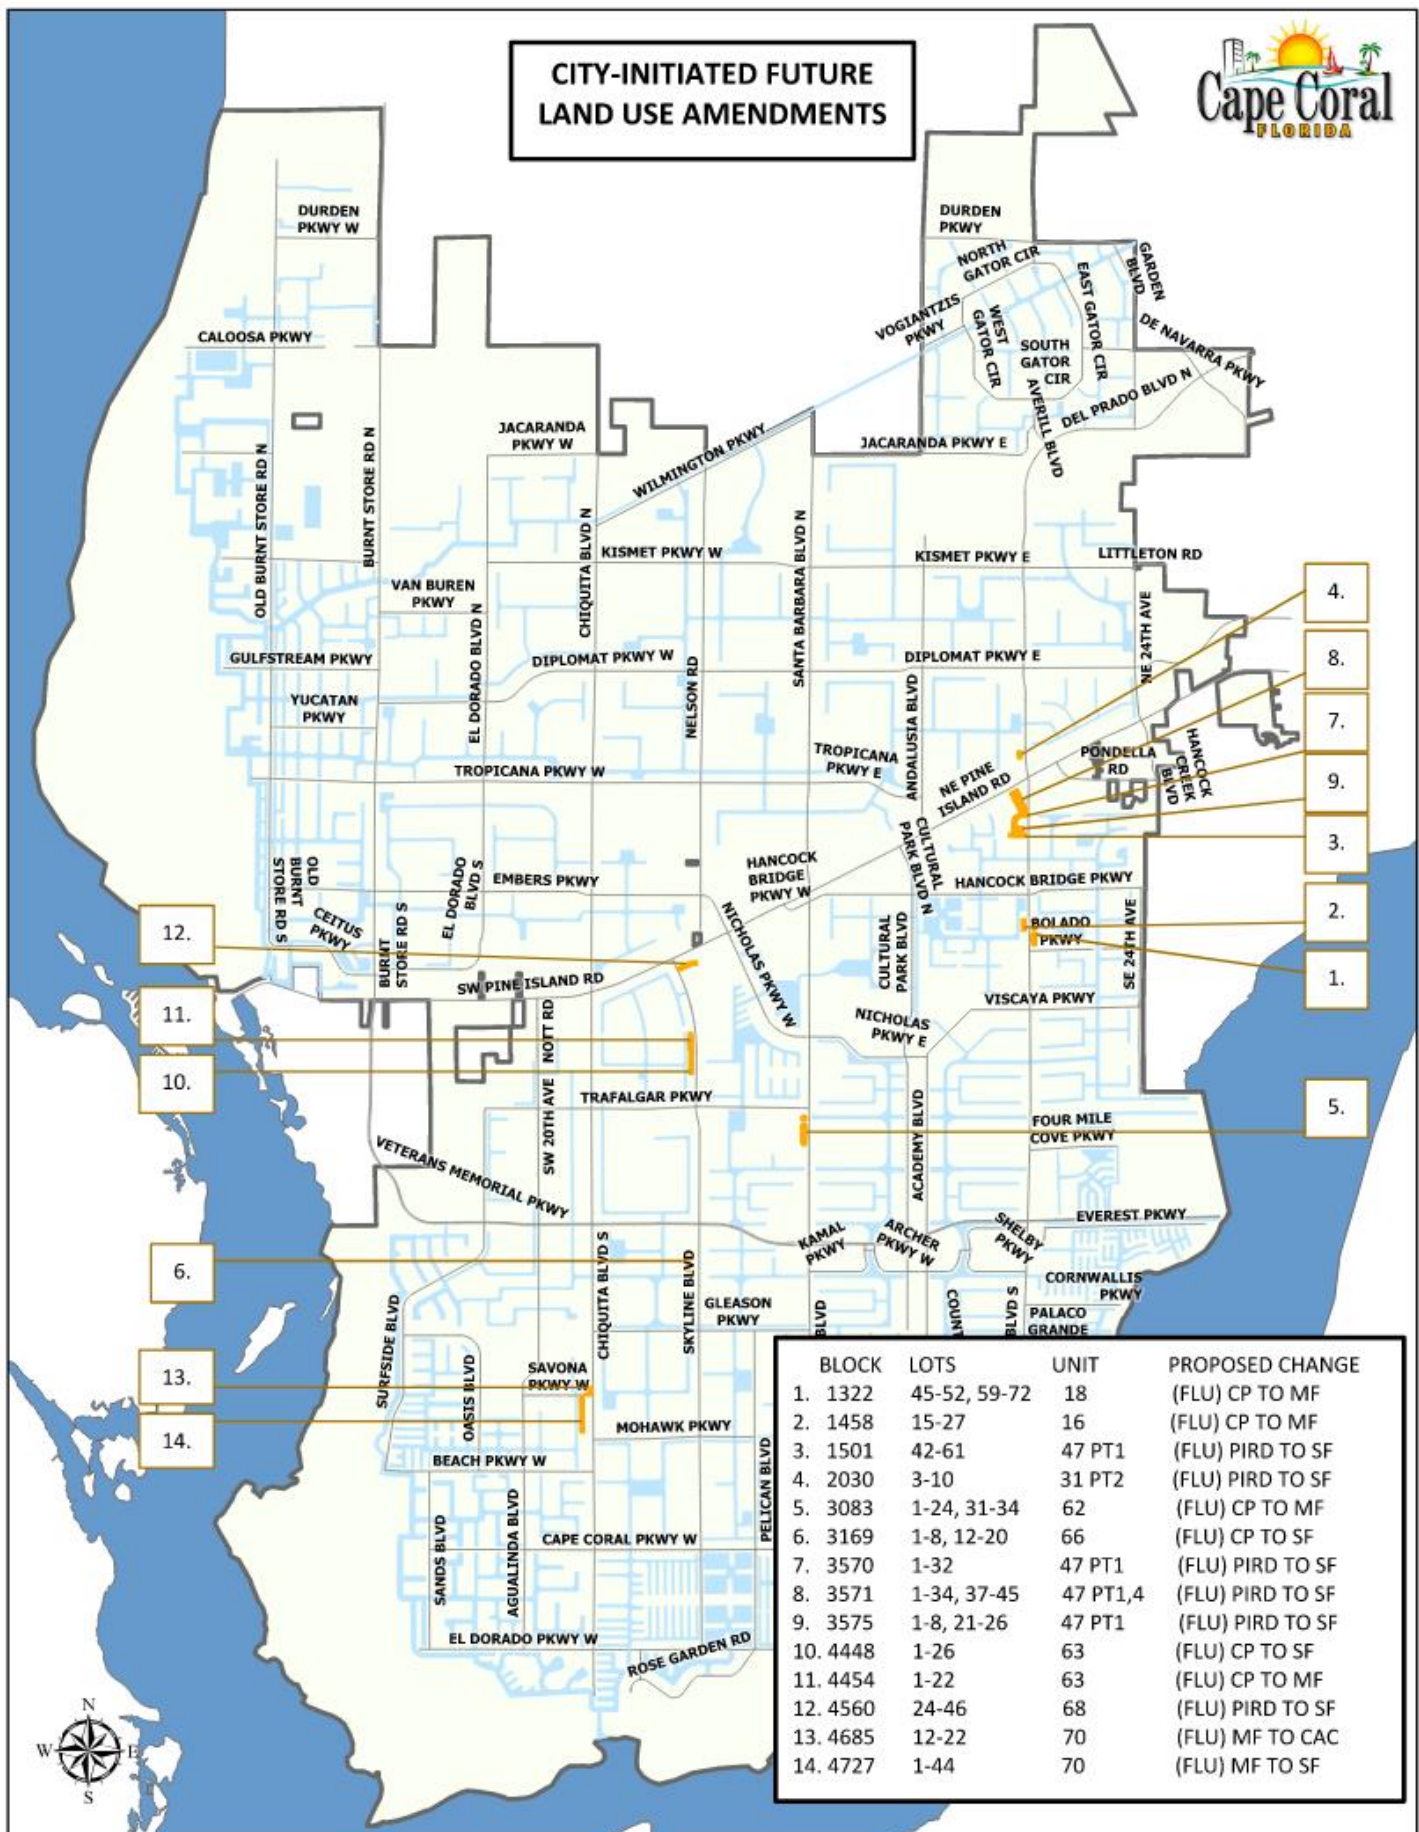 CITY-INITIATED FUTURE
LAND USE AMENDMENTS
Cape Coral
FLORIDA
DURDEN
PKWY W
DURDEN
PKWY
NORTH
GATOR CIR
GARDEN
BLVD
EAST GATOR CIR
VOGIANTZIS
PKWY
WEST
GATOR CIR
SOUTH
GATOR
CIR
DE NAVARRA PKWY
CALOOSA PKWY
AVERILL BLVD
DEL PRADO BLVD N
JACARANDA
PKWY W
WILMINGTON PKWY
JACARANDA PKWY E
OLD BURNT STORE RD N
BURNT STORE RD N
CHIQUITA BLVD N
SANTA BARBARA BLVD N
KISMET PKWY W
KISMET PKWY E
LITTLETON RD
VAN BUREN
PKWY
EL DORADO BLVD N
NE 24TH AVE
4.
GULFSTREAM PKWY
DIPLOMAT PKWY W
DIPLOMAT PKWY E
8.
YUCATAN
PKWY
NELSON RD
ANDALUSIA BLVD
7.
TROPICANA PKWY W
TROPICANA
PKWY E
NE PINE
ISLAND RD
PONDELLA
RD
HANCOCK
CREEK
BLVD
9.
CULTURAL
PARK BLVD N
3.
OLD
BURNT
STORE RD S
EL DORADO
BLVD S
EMBERS PKWY
HANCOCK
BRIDGE
PKWY W
HANCOCK BRIDGE PKWY
CEITUS
PKWY
BURNT
STORE RD S
NICHOLAS PKWY W
CULTURAL
PARK BLVD
BOLADO
PKWY
SE 24TH AVE
2.
12.
SW PINE ISLAND RD
1.
11.
NOTT RD
NICHOLAS
PKWY E
VISCAYA PKWY
10.
TRAFALGAR PKWY
SW 20TH AVE
ACADEMY BLVD
FOUR MILE
COVE PKWY
5.
VETERANS MEMORIAL PKWY
KAMAL
PKWY
ARCHER
PKWY W
SHELBY
PKWY
EVEREST PKWY
6.
CHIQUITA BLVD S
SKYLINE BLVD
CORNWALLIS
PKWY
SURFSIDE BLVD
GLEASON
PKWY
BLVD
COUN
BLVD S
PALACO
GRANDE
13.
SAVONA
PKWY W
OASIS BLVD
14.
MOHAWK PKWY
BEACH PKWY W
PELICAN BLVD
SANDS BLVD
AGUALINDA BLVD
CAPE CORAL PKWY W
EL DORADO PKWY W
ROSE GARDEN RD
BLOCK LOTS UNIT PROPOSED CHANGE
1. 1322 45-52, 59-72 18 (FLU) CP TO MF
2. 1458 15-27 16 (FLU) CP TO MF
3. 1501 42-61 47 PT1 (FLU) PIRD TO SF
4. 2030 3-10 31 PT2 (FLU) PIRD TO SF
5. 3083 1-24, 31-34 62 (FLU) CP TO MF
6. 3169 1-8, 12-20 66 (FLU) CP TO SF
7. 3570 1-32 47 PT1 (FLU) PIRD TO SF
8. 3571 1-34, 37-45 47 PT1,4 (FLU) PIRD TO SF
9. 3575 1-8, 21-26 47 PT1 (FLU) PIRD TO SF
10. 4448 1-26 63 (FLU) CP TO SF
11. 4454 1-22 63 (FLU) CP TO MF
12. 4560 24-46 68 (FLU) PIRD TO SF
13. 4685 12-22 70 (FLU) MF TO CAC
14. 4727 1-44 70 (FLU) MF TO SF
N
W E
S